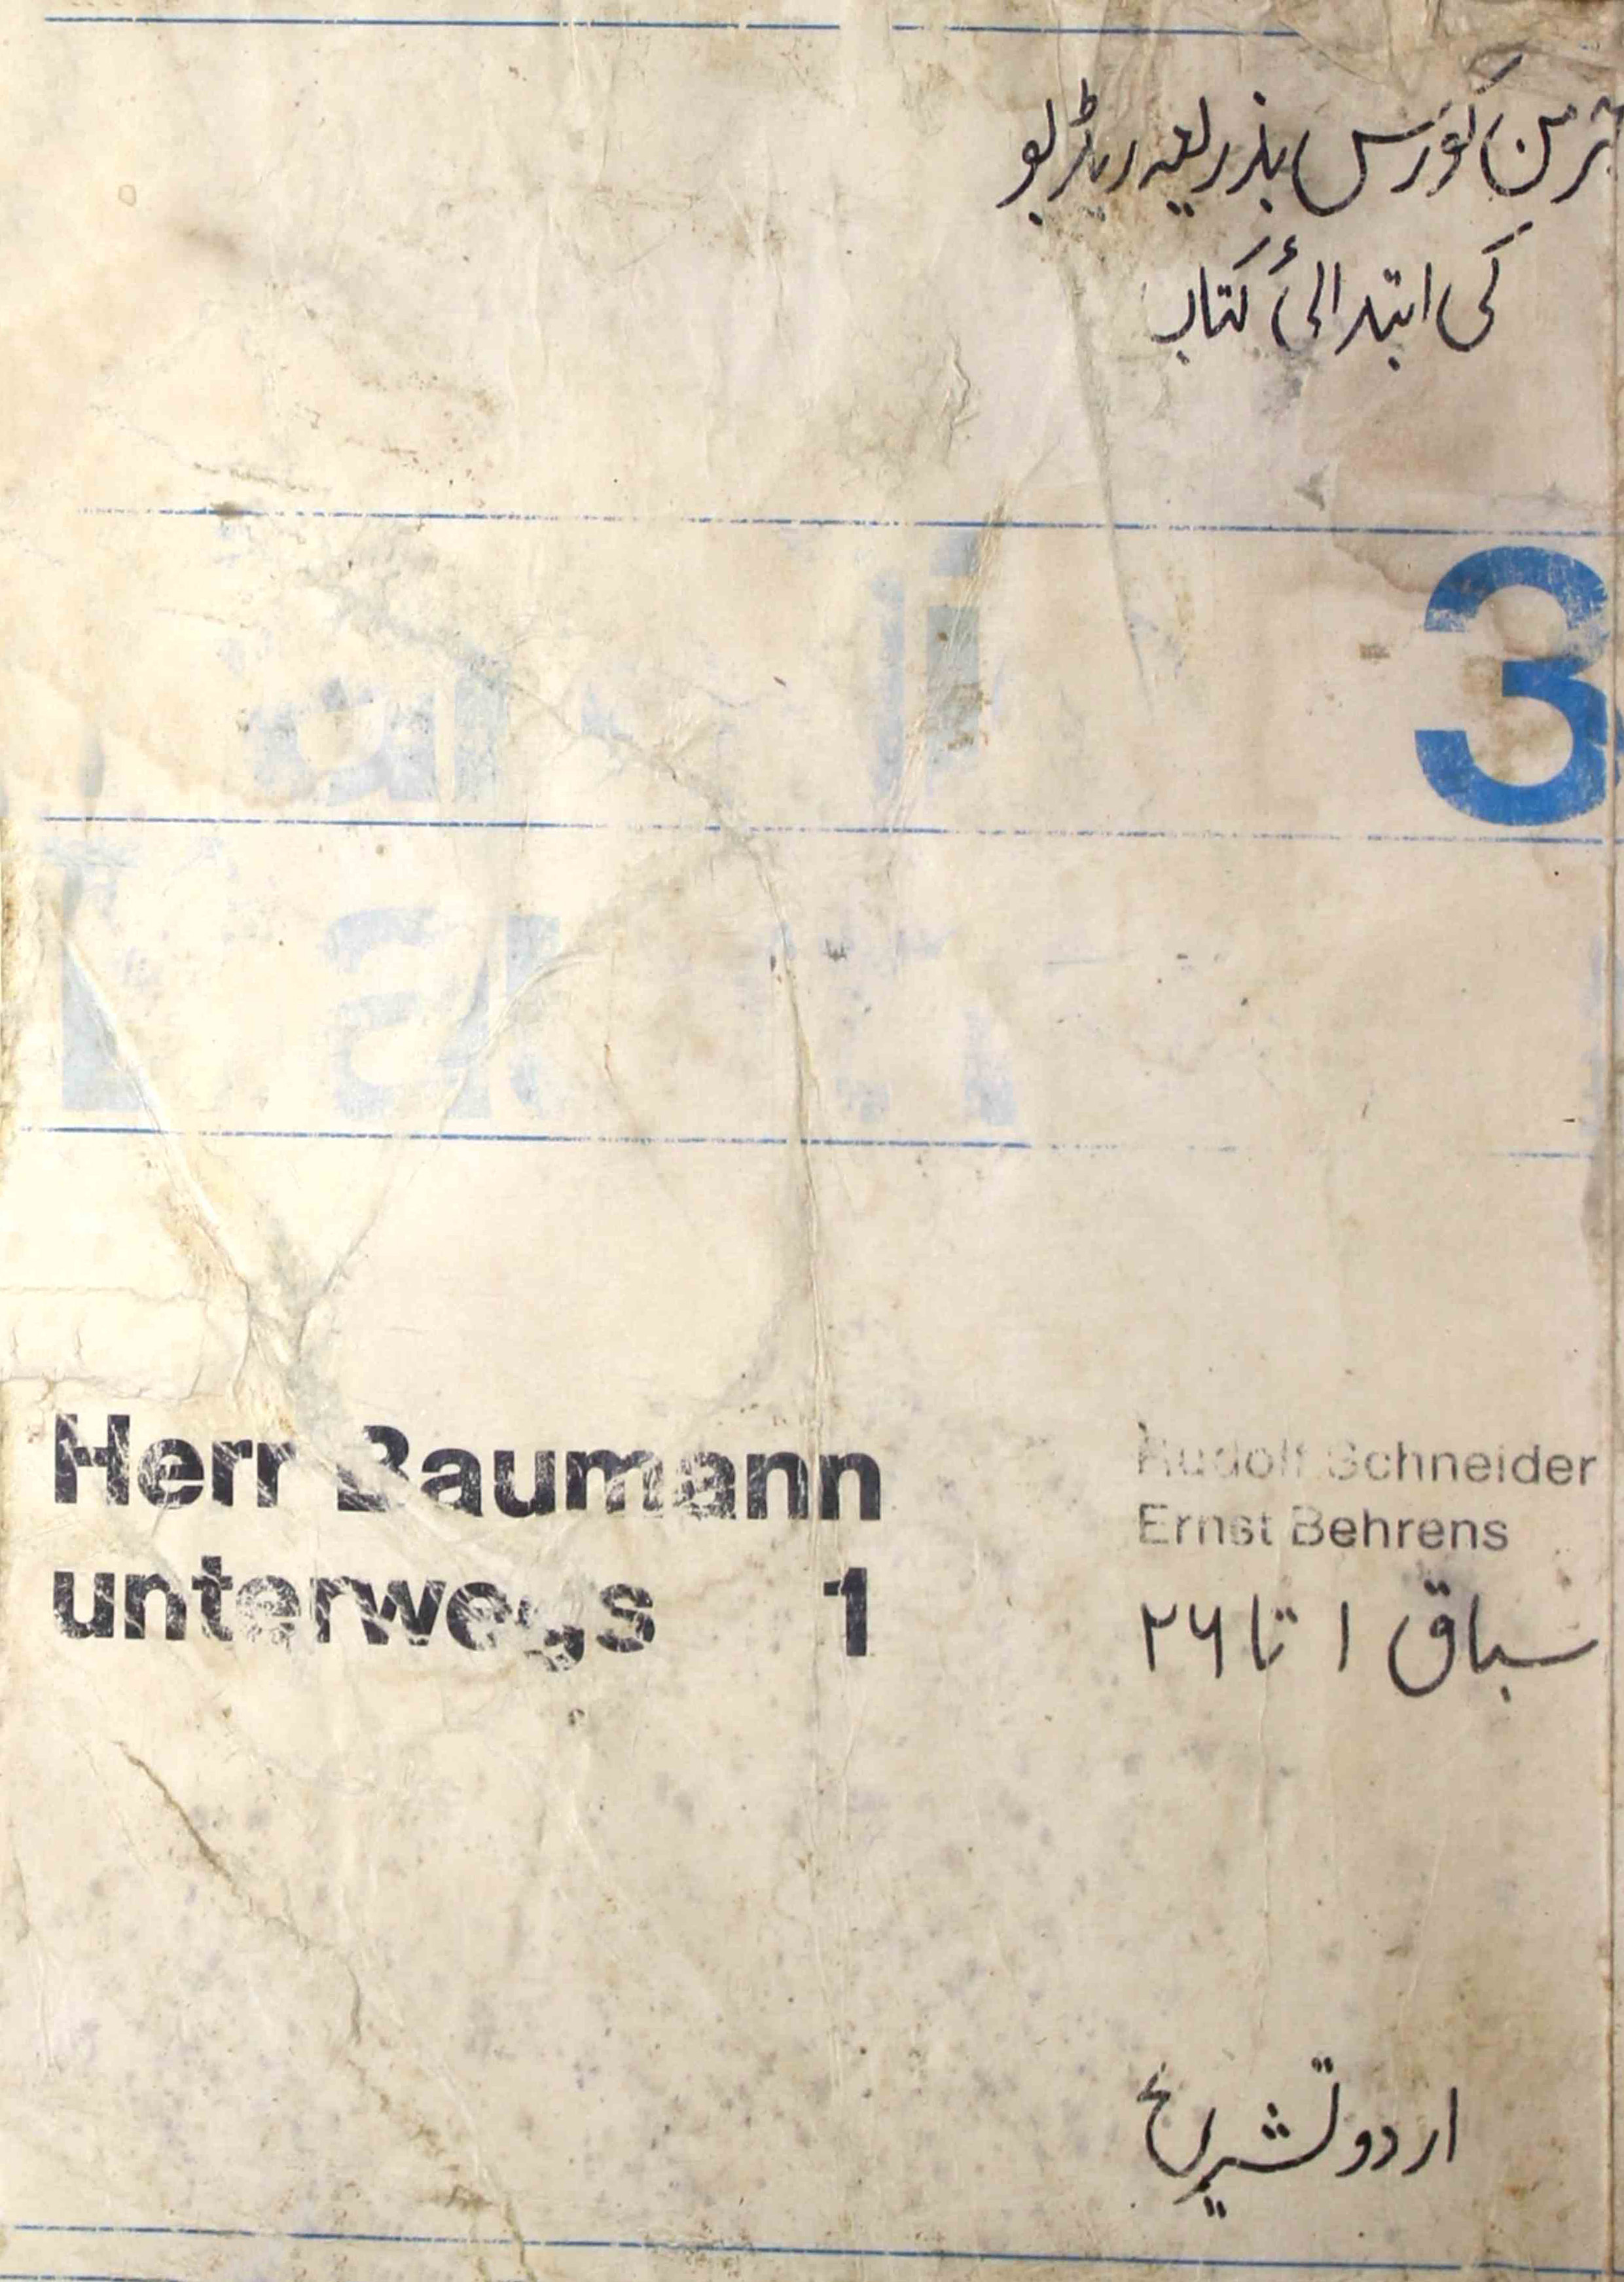 جرمن کورس بذریعہ ریڈیو
کی ابتدائی کتاب
3
Herr Baumann
unterwegs 1
Rudolf Schneider
Ernst Behrens
سباق ۱ تا ۲۶
اردو تشریح